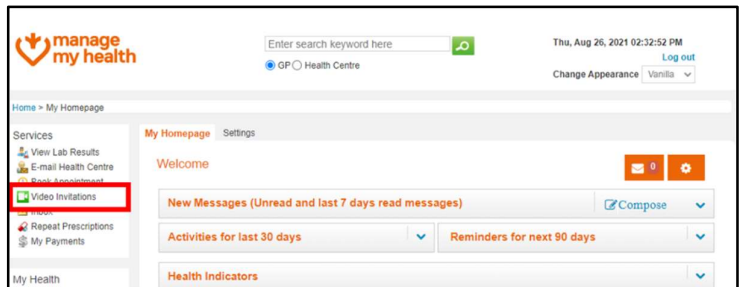 manage
my health
Enter search keyword here
GP Health Centre
Thu, Aug 26, 2021 02:32:52 PM
Log out
Change Appearance Vanilla
Home > My Homepage
Services
View Lab Results
E-mail Health Centre
Book Appointment
Video Invitations
Inbox
Repeat Prescriptions
My Payments
My Health
My Homepage Settings
Welcome
0
New Messages (Unread and last 7 days read messages) Compose
Activities for last 30 days Reminders for next 90 days
Health Indicators